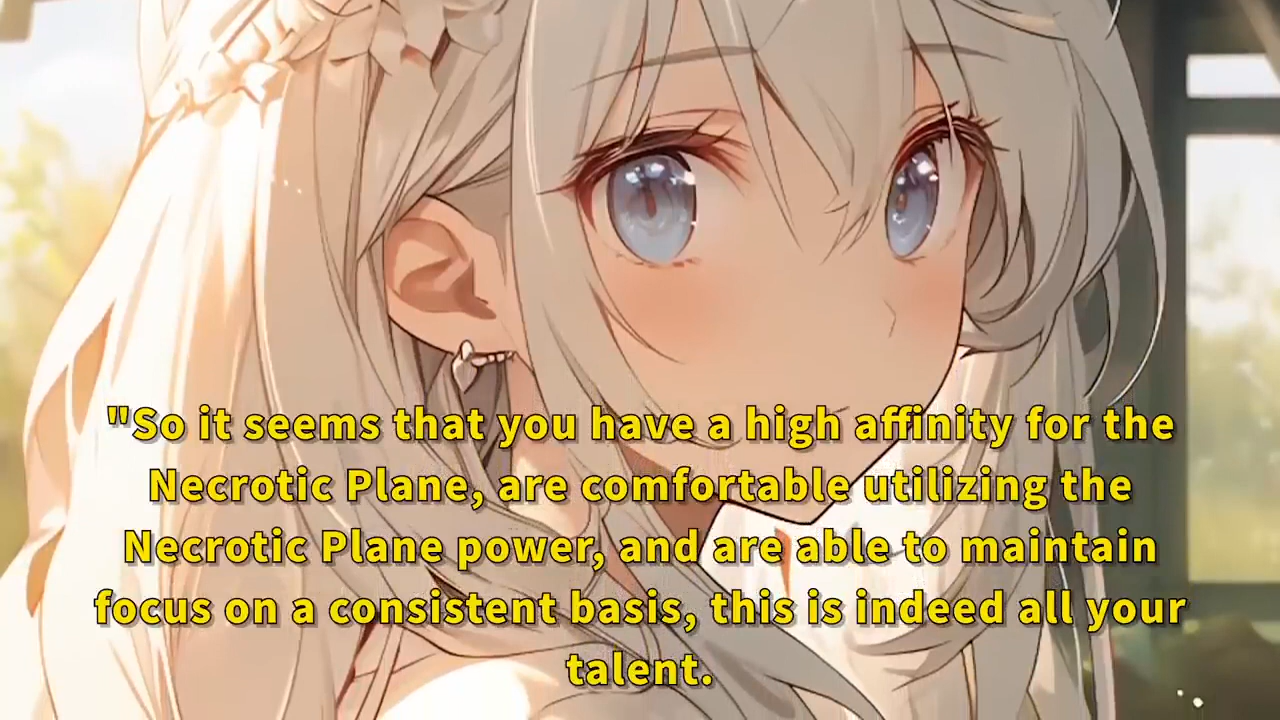 "So it seems that you have a high affinity for the
Necrotic Plane, are comfortable utilizing the
Necrotic Plane power, and are able to maintain
focus on a consistent basis, this is indeed all your
talent.